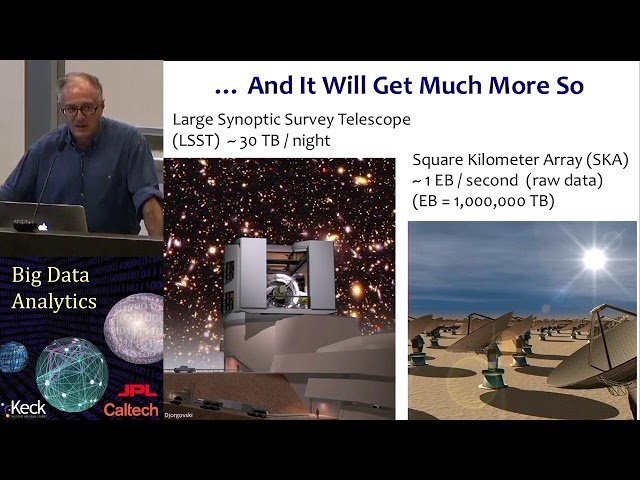 ... And It Will Get Much More So
Large Synoptic Survey Telescope
(LSST) ~ 30 TB / night
Square Kilometer Array (SKA)
~ 1 EB / second (raw data)
(EB = 1,000,000 TB)
Big Data
Analytics
JPL
Keck
Caltech
Djorgovski